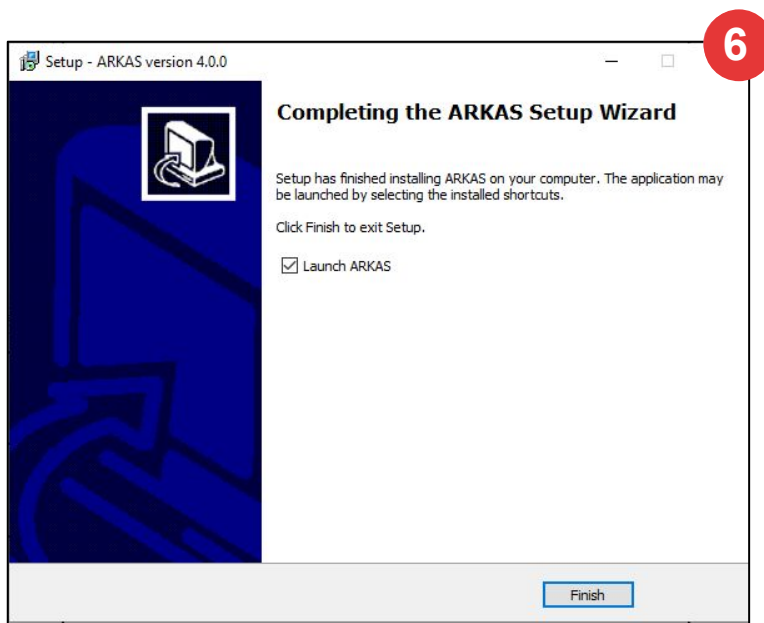 6
Setup - ARKAS version 4.0.0
Completing the ARKAS Setup Wizard
Setup has finished installing ARKAS on your computer. The application may
be launched by selecting the installed shortcuts.
Click Finish to exit Setup.
Launch ARKAS
Finish